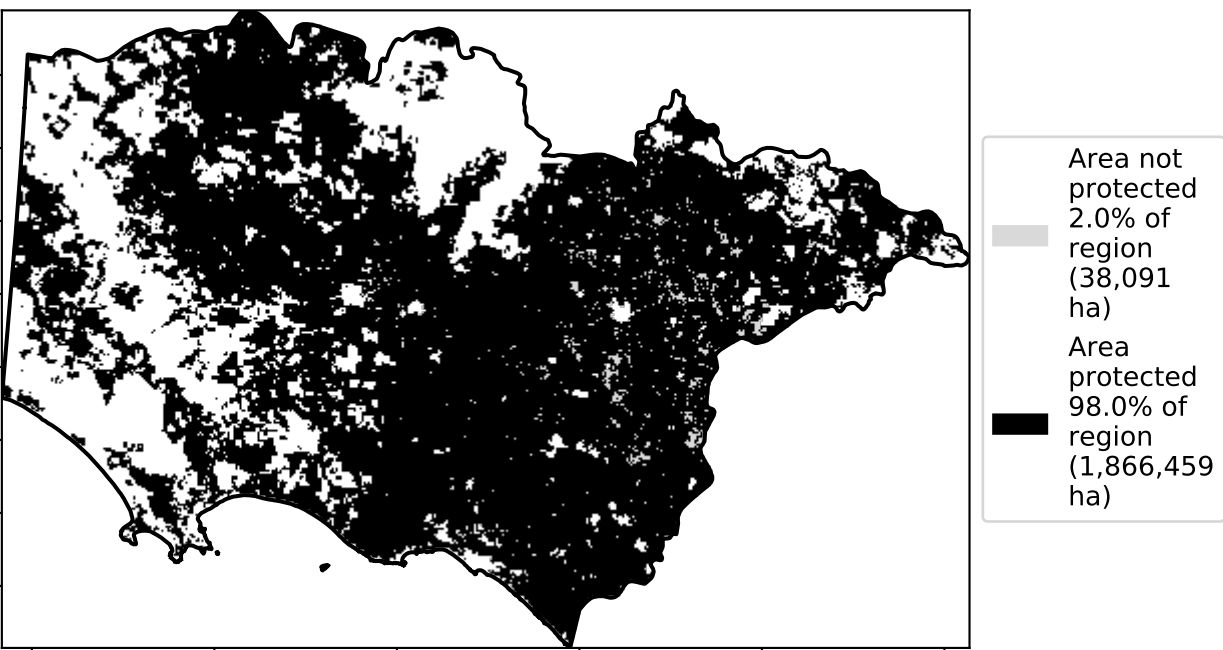 Area not
protected
2.0% of
region
(38,091
ha)
Area
protected
98.0% of
region
(1,866,459
ha)